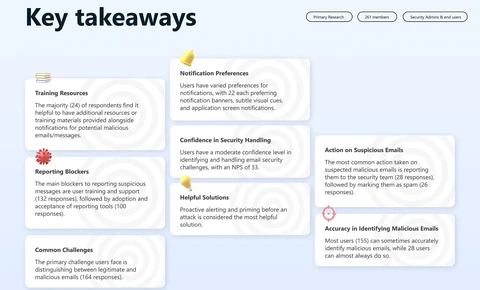 Key takeaways
Primary Research
261 members
Security Admins & end users
Training Resources
The majority (24) of respondents find it
helpful to have additional resources or
training materials provided alongside
notifications for potential malicious
emails/messages.
Reporting Blockers
The main blockers to reporting suspicious
messages are user training and support
(132 responses), followed by adoption and
acceptance of reporting tools (100
responses).
Common Challenges
The primary challenge users face is
distinguishing between legitimate and
malicious emails (164 responses).
Notification Preferences
Users have varied preferences for
notifications, with 22 each preferring
notification banners, subtle visual cues,
and application screen notifications.
Confidence in Security Handling
Users have a moderate confidence level in
identifying and handling email security
challenges, with an NPS of 33.
Helpful Solutions
Proactive alerting and priming before an
attack is considered the most helpful
solution.
Action on Suspicious Emails
The most common action taken on
suspected malicious emails is reporting
them to the security team (28 responses),
followed by marking them as spam (26
responses).
Accuracy in Identifying Malicious Emails
Most users (155) can sometimes accurately
identify malicious emails, while 28 users
can almost always do so.